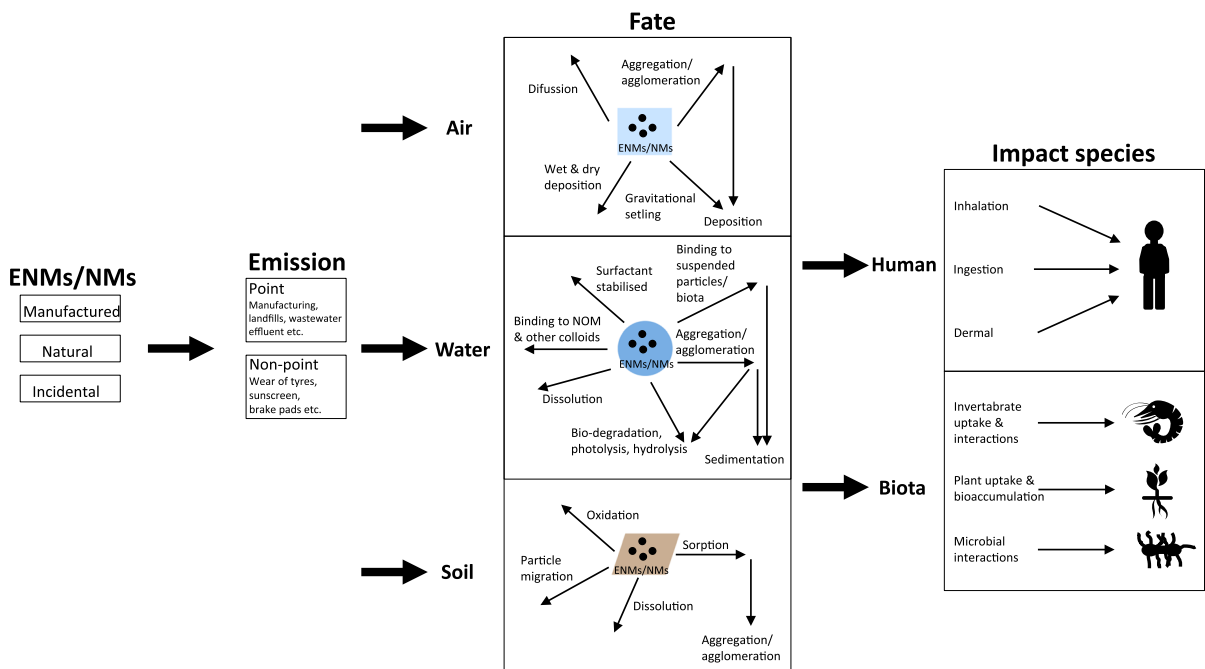 ENMs/NMs
Manufactured
Natural
Incidental
Emission
Point
Manufacturing,
landfills, wastewater
effluent etc.
Non-point
Wear of tyres,
sunscreen,
brake pads etc.
Air
Water
Soil
Fate
Difussion
Aggregation/
agglomeration
ENMs/NMs
Wet & dry
deposition
Gravitational
setling
Deposition
Surfactant
stabilised
Binding to
suspended
particles/
biota
Binding to NOM
& other colloids
Aggregation/
agglomeration
ENMs/NMs
Dissolution
Bio-degradation,
photolysis, hydrolysis
Sedimentation
Oxidation
Sorption
Particle
migration
ENMs/NMs
Dissolution
Aggregation/
agglomeration
Human
Biota
Impact species
Inhalation
Ingestion
Dermal
Invertabrate
uptake &
interactions
Plant uptake &
bioaccumulation
Microbial
interactions